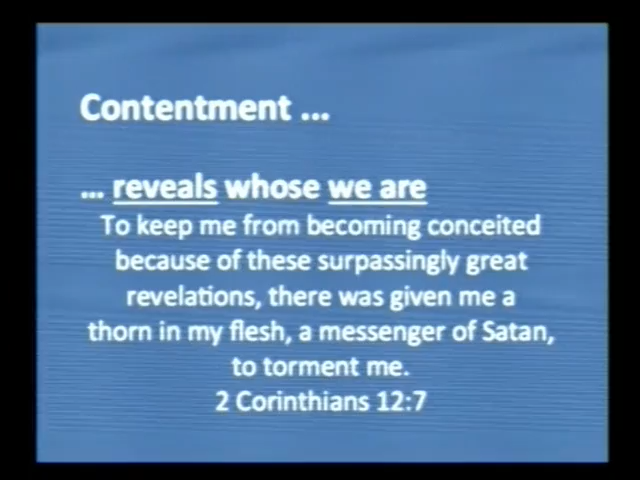 Contentment ...
... reveals whose we are
To keep me from becoming conceited
because of these surpassingly great
revelations, there was given me a
thorn in my flesh, a messenger of Satan,
to torment me.
2 Corinthians 12:7